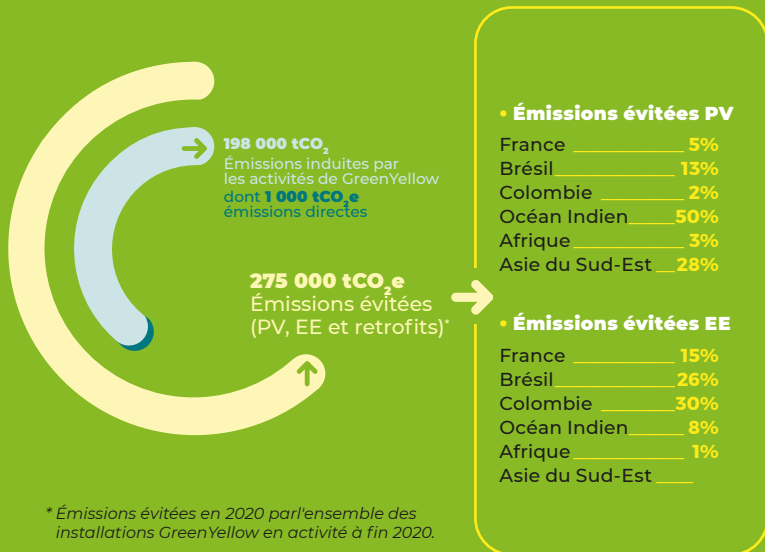 198 000 tCO₂
Émissions induites par
les activités de GreenYellow
dont 1 000 tCO₂e
émissions directes
275 000 tCO₂e
Émissions évitées
(PV, EE et retrofits)*
* Émissions évitées en 2020 parl'ensemble des
installations GreenYellow en activité à fin 2020.
• Émissions évitées PV
France 5%
Brésil 13%
Colombie 2%
Océan Indien 50%
Afrique 3%
Asie du Sud-Est 28%
• Émissions évitées EE
France 15%
Brésil 26%
Colombie 30%
Océan Indien 8%
Afrique 1%
Asie du Sud-Est